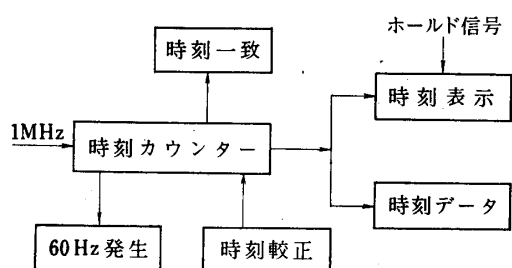 ホールド信号
時刻一致
時刻表示
1MHz
時刻カウンター
時刻データ
60Hz発生
時刻較正